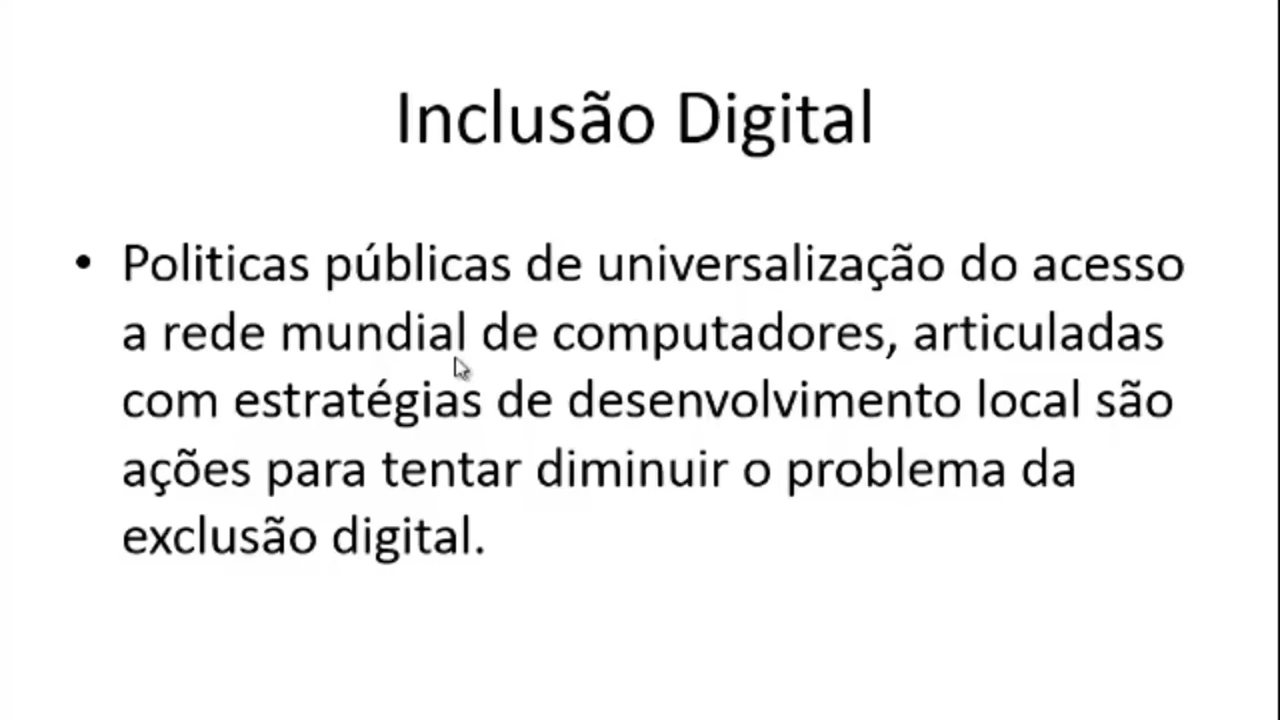 Inclusão Digital
• Politicas públicas de universalização do acesso
a rede mundial de computadores, articuladas
com estratégias de desenvolvimento local são
ações para tentar diminuir o problema da
exclusão digital.